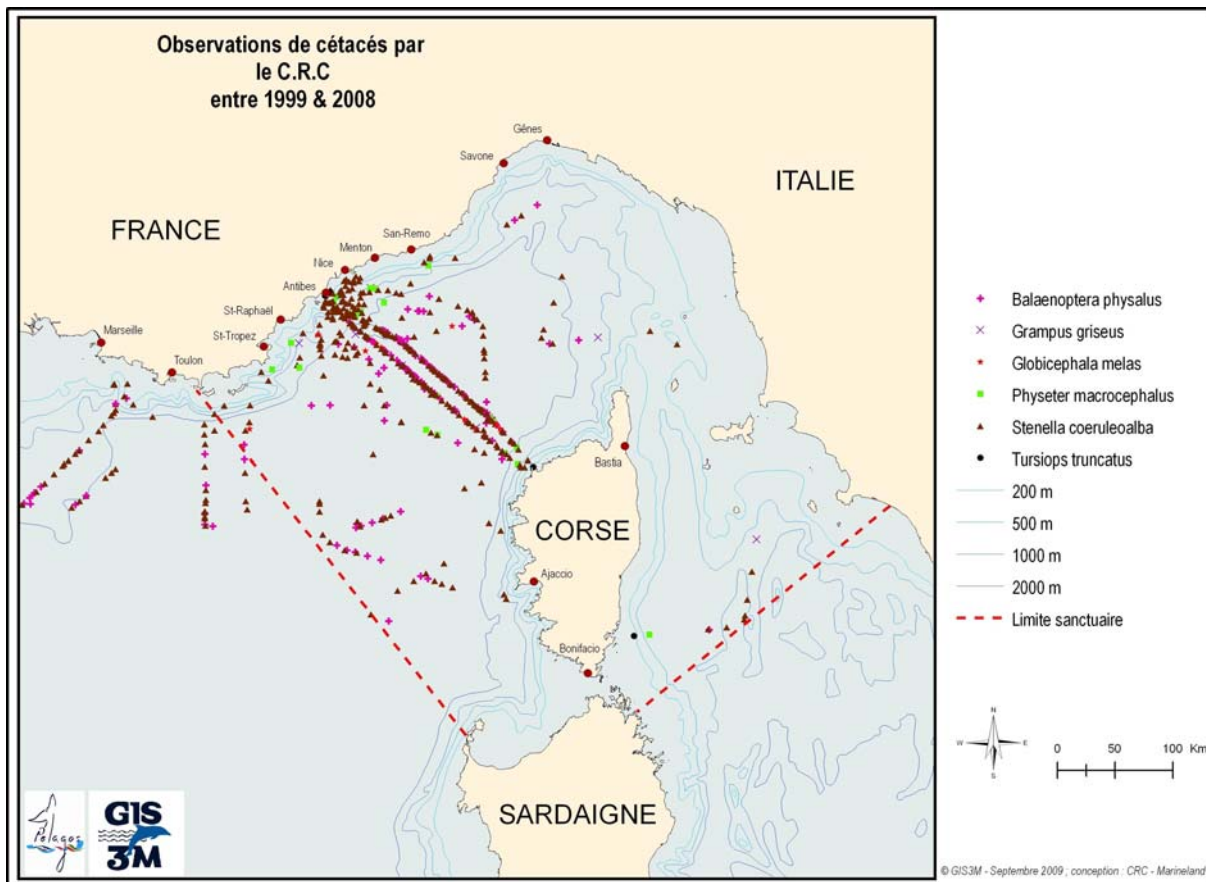 Observations de cétacés par
le C.R.C
entre 1999 & 2008
Gênes
Savone
ITALIE
FRANCE
San-Remo
Menton
Nice
Antibes
St-Raphaël
St-Tropez
Marseille
Toulon
Bastia
CORSE
Ajaccio
Bonifacio
SARDAIGNE
Balaenoptera physalus
Grampus griseus
Globicephala melas
Physeter macrocephalus
Stenella coeruleoalba
Tursiops truncatus
200 m
500 m
1000 m
2000 m
Limite sanctuaire
N
W
E
S
0 50 100 Km
Pelagos
GIS
3M
© GIS3M - Septembre 2009 ; conception : CRC - Marineland